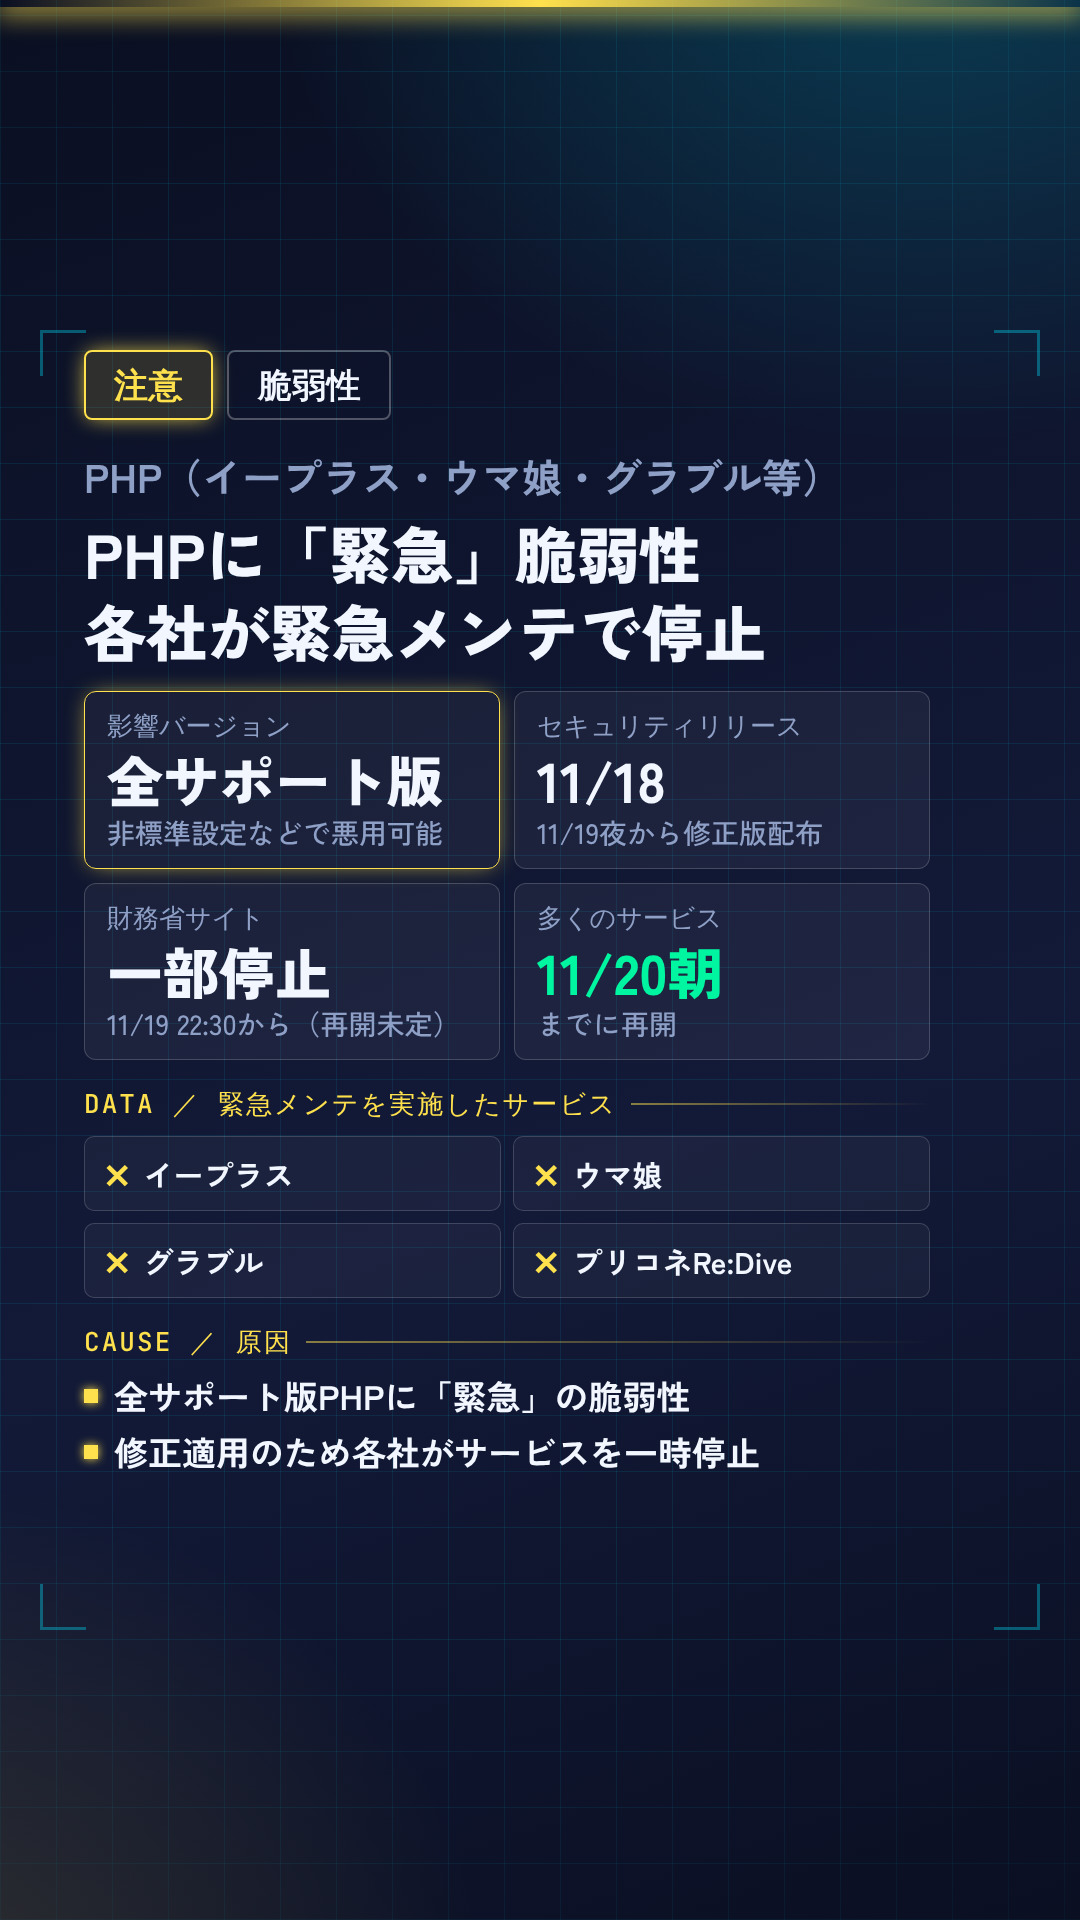 注意
脆弱性
PHP（イープラス・ウマ娘・グラブル等）
PHPに「緊急」脆弱性
各社が緊急メンテで停止
影響バージョン
全サポート版
非標準設定などで悪用可能
セキュリティリリース
11/18
11/19夜から修正版配布
財務省サイト
一部停止
11/19 22:30から（再開未定）
多くのサービス
11/20朝
までに再開
DATA ／ 緊急メンテを実施したサービス
✕ イープラス
✕ ウマ娘
✕ グラブル
✕ プリコネRe:Dive
CAUSE ／ 原因
全サポート版PHPに「緊急」の脆弱性
修正適用のため各社がサービスを一時停止